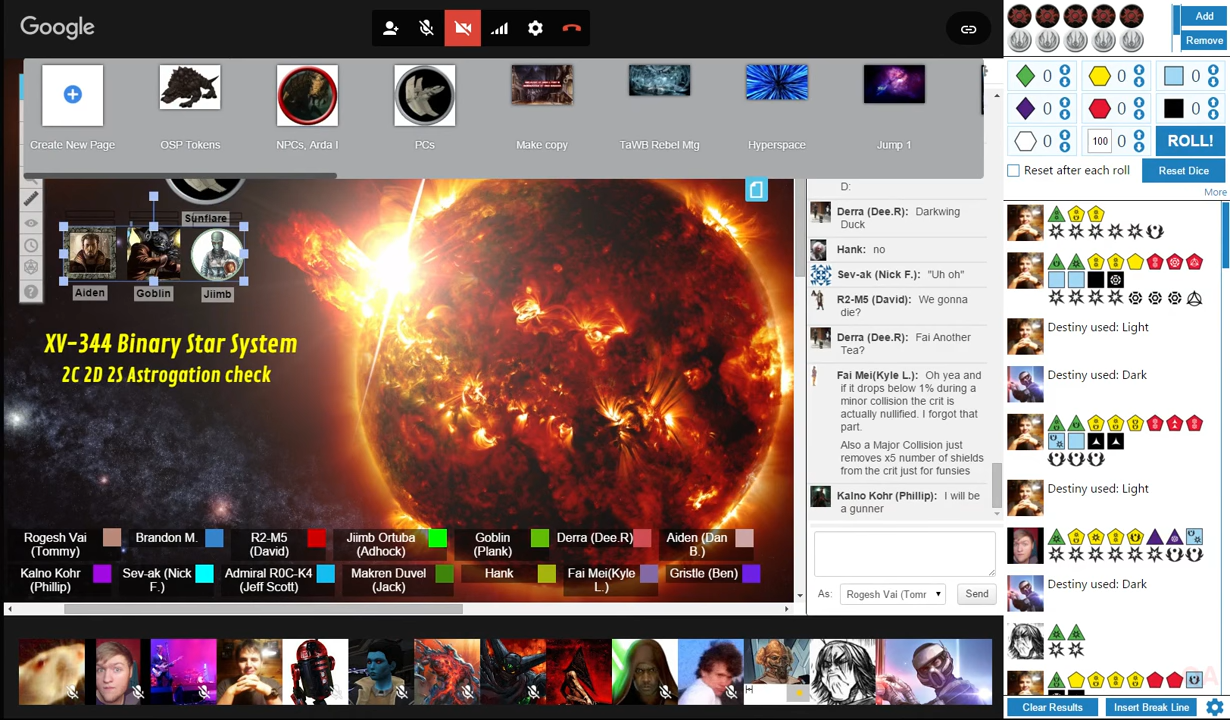 Google
Add
Remove
0 0 0
0 0 0
0 100 0 ROLL!
Reset after each roll
Reset Dice
More
Create New Page
OSP Tokens
NPCs, Arda I
PCs
Make copy
TaWB Rebel Mtg
Hyperspace
Jump 1
Sunflare
Aiden
Goblin
Jiimb
XV-344 Binary Star System
2C 2D 2S Astrogation check
D:
Derra (Dee.R): Darkwing
Duck
Hank: no
Sev-ak (Nick F.): "Uh oh"
R2-M5 (David): We gonna
die?
Derra (Dee.R): Fai Another
Tea?
Fai Mei(Kyle L.): Oh yea and
if it drops below 1% during a
minor collision the crit is
actually nullified. I forgot that
part.
Also a Major Collision just
removes x5 number of shields
from the crit just for funsies
Kalno Kohr (Phillip): I will be
a gunner
As: Rogesh Vai (Tomr
Send
Rogesh Vai
(Tommy)
Brandon M.
R2-M5
(David)
Jiimb Ortuba
(Adhock)
Goblin
(Plank)
Derra (Dee.R)
Aiden (Dan
B.)
Kalno Kohr
(Phillip)
Sev-ak (Nick
F.)
Admiral R0C-K4
(Jeff Scott)
Makren Duvel
(Jack)
Hank
Fai Mei(Kyle
L.)
Gristle (Ben)
Destiny used: Light
Destiny used: Dark
Destiny used: Light
Destiny used: Dark
Clear Results
Insert Break Line